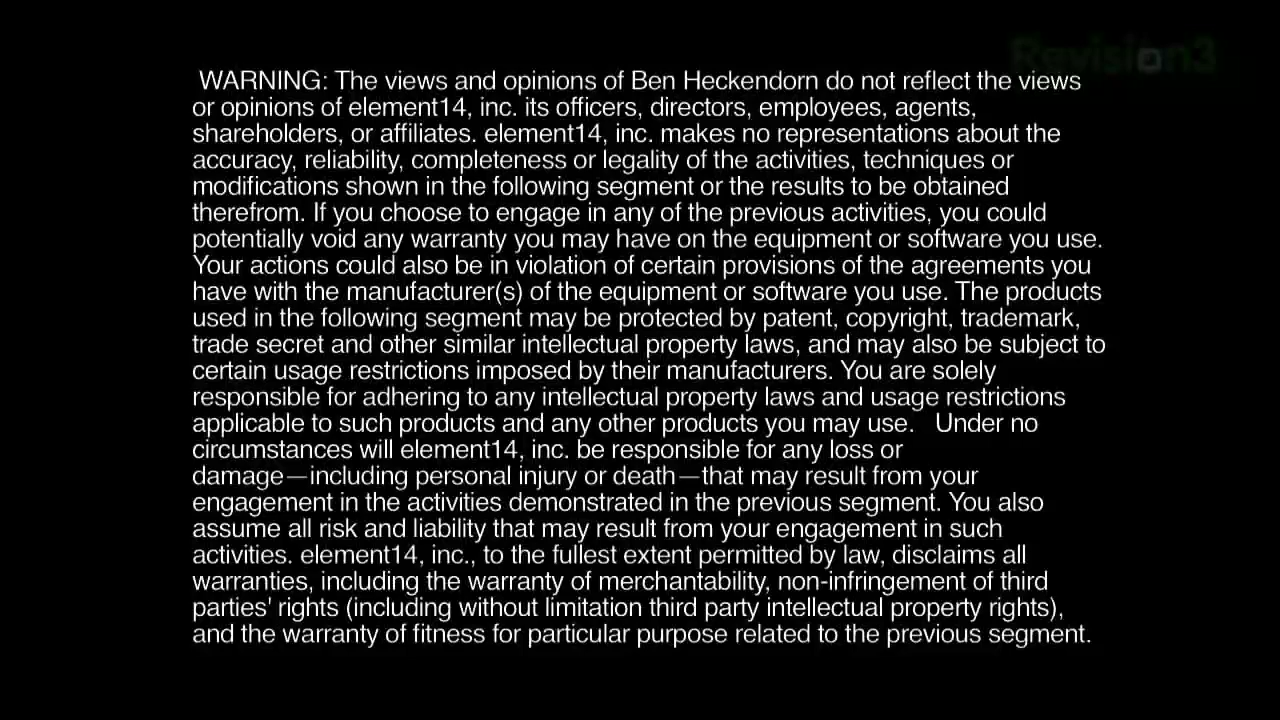 Revision3
WARNING: The views and opinions of Ben Heckendorn do not reflect the views
or opinions of element14, inc. its officers, directors, employees, agents,
shareholders, or affiliates. element14, inc. makes no representations about the
accuracy, reliability, completeness or legality of the activities, techniques or
modifications shown in the following segment or the results to be obtained
therefrom. If you choose to engage in any of the previous activities, you could
potentially void any warranty you may have on the equipment or software you use.
Your actions could also be in violation of certain provisions of the agreements you
have with the manufacturer(s) of the equipment or software you use. The products
used in the following segment may be protected by patent, copyright, trademark,
trade secret and other similar intellectual property laws, and may also be subject to
certain usage restrictions imposed by their manufacturers. You are solely
responsible for adhering to any intellectual property laws and usage restrictions
applicable to such products and any other products you may use.   Under no
circumstances will element14, inc. be responsible for any loss or
damage—including personal injury or death—that may result from your
engagement in the activities demonstrated in the previous segment. You also
assume all risk and liability that may result from your engagement in such
activities. element14, inc., to the fullest extent permitted by law, disclaims all
warranties, including the warranty of merchantability, non-infringement of third
parties' rights (including without limitation third party intellectual property rights),
and the warranty of fitness for particular purpose related to the previous segment.